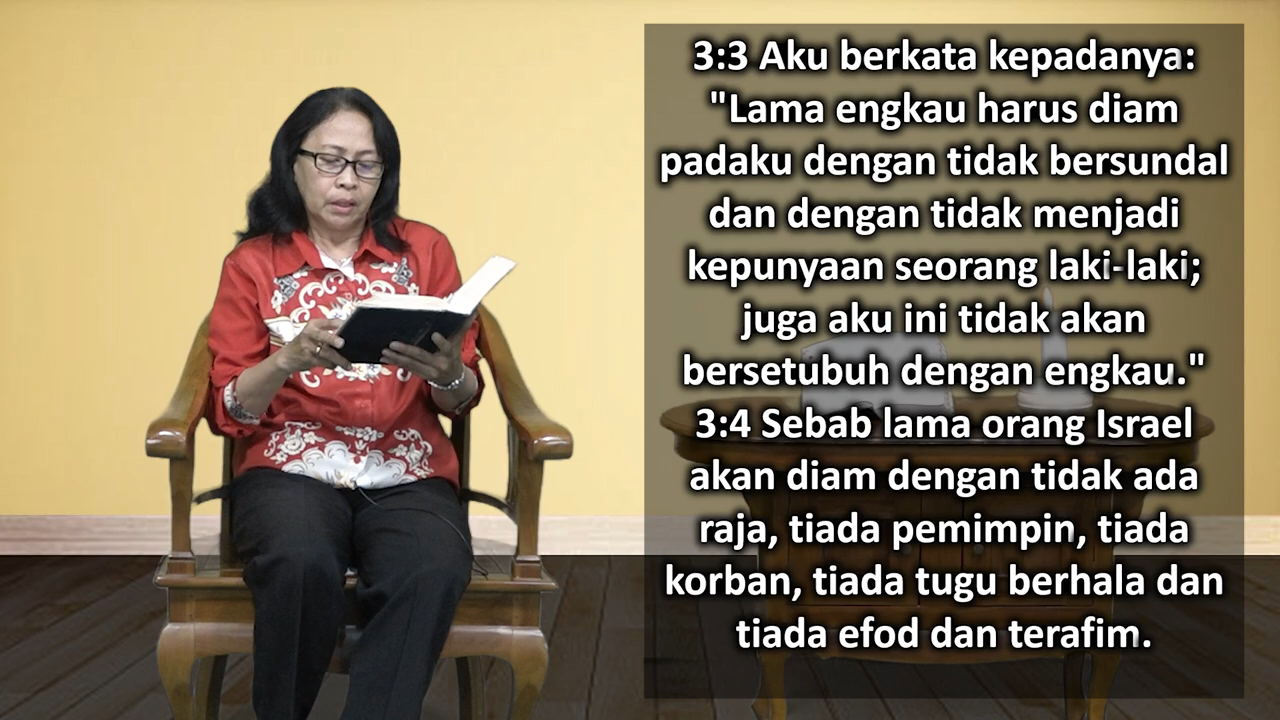 3:3 Aku berkata kepadanya:
"Lama engkau harus diam
padaku dengan tidak bersundal
dan dengan tidak menjadi
kepunyaan seorang laki-laki;
juga aku ini tidak akan
bersetubuh dengan engkau."
3:4 Sebab lama orang Israel
akan diam dengan tidak ada
raja, tiada pemimpin, tiada
korban, tiada tugu berhala dan
tiada efod dan terafim.